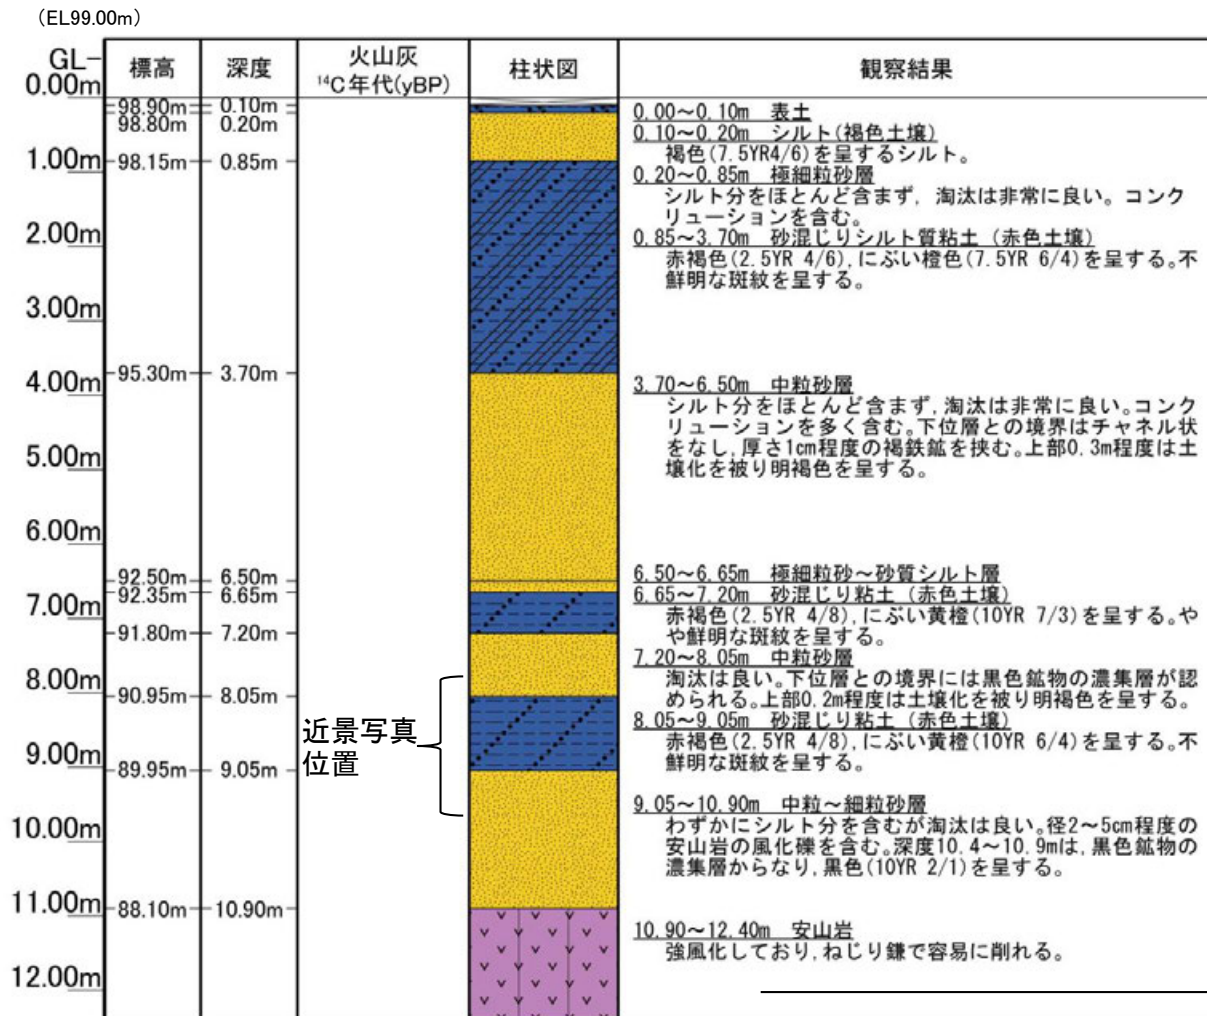 (EL99.00m)
GL-
0.00m
標高
深度
火山灰
¹⁴C年代(yBP)
柱状図
観察結果
98.90m
0.10m
98.80m
0.20m
1.00m
98.15m
0.85m
2.00m
3.00m
4.00m
95.30m
3.70m
5.00m
6.00m
92.50m
6.50m
92.35m
6.65m
7.00m
91.80m
7.20m
8.00m
90.95m
8.05m
近景写真
位置
9.00m
89.95m
9.05m
10.00m
11.00m
88.10m
10.90m
12.00m
0.00~0.10m 表土
0.10~0.20m シルト(褐色土壌)
褐色(7.5YR4/6)を呈するシルト。
0.20~0.85m 極細粒砂層
シルト分をほとんど含まず, 淘汰は非常に良い。コンク
リューションを含む。
0.85~3.70m 砂混じりシルト質粘土 (赤色土壌)
赤褐色(2.5YR 4/6),にぶい橙色(7.5YR 6/4)を呈する。不
鮮明な斑紋を呈する。
3.70~6.50m 中粒砂層
シルト分をほとんど含まず,淘汰は非常に良い。コンク
リューションを多く含む。下位層との境界はチャネル状
をなし,厚さ1cm程度の褐鉄鉱を挟む。上部0.3m程度は土
壌化を被り明褐色を呈する。
6.50~6.65m 極細粒砂~砂質シルト層
6.65~7.20m 砂混じり粘土 (赤色土壌)
赤褐色(2.5YR 4/8),にぶい黄橙(10YR 7/3)を呈する。や
や鮮明な斑紋を呈する。
7.20~8.05m 中粒砂層
淘汰は良い。下位層との境界には黒色鉱物の濃集層が認
められる。上部0.2m程度は土壌化を被り明褐色を呈する。
8.05~9.05m 砂混じり粘土 (赤色土壌)
赤褐色(2.5YR 4/8),にぶい黄橙(10YR 6/4)を呈する。不
鮮明な斑紋を呈する。
9.05~10.90m 中粒~細粒砂層
わずかにシルト分を含むが淘汰は良い。径2~5cm程度の
安山岩の風化礫を含む。深度10.4~10.9mは,黒色鉱物の
濃集層からなり,黒色(10YR 2/1)を呈する。
10.90~12.40m 安山岩
強風化しており,ねじり鎌で容易に削れる。